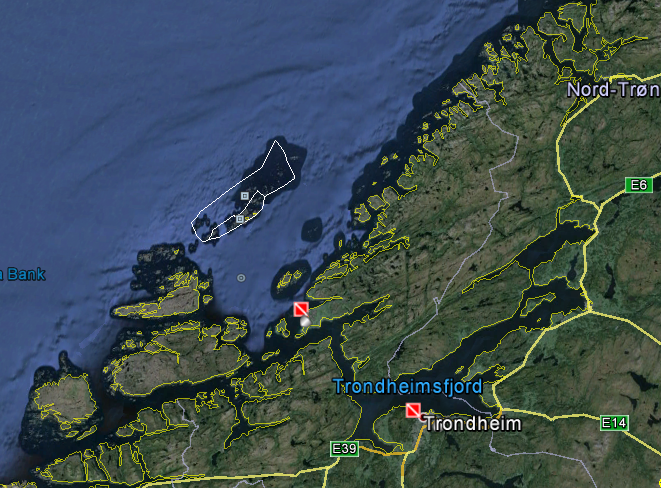 Nord-Trøn
E6
a Bank
Trondheimsfjord
Trondheim
E14
E39